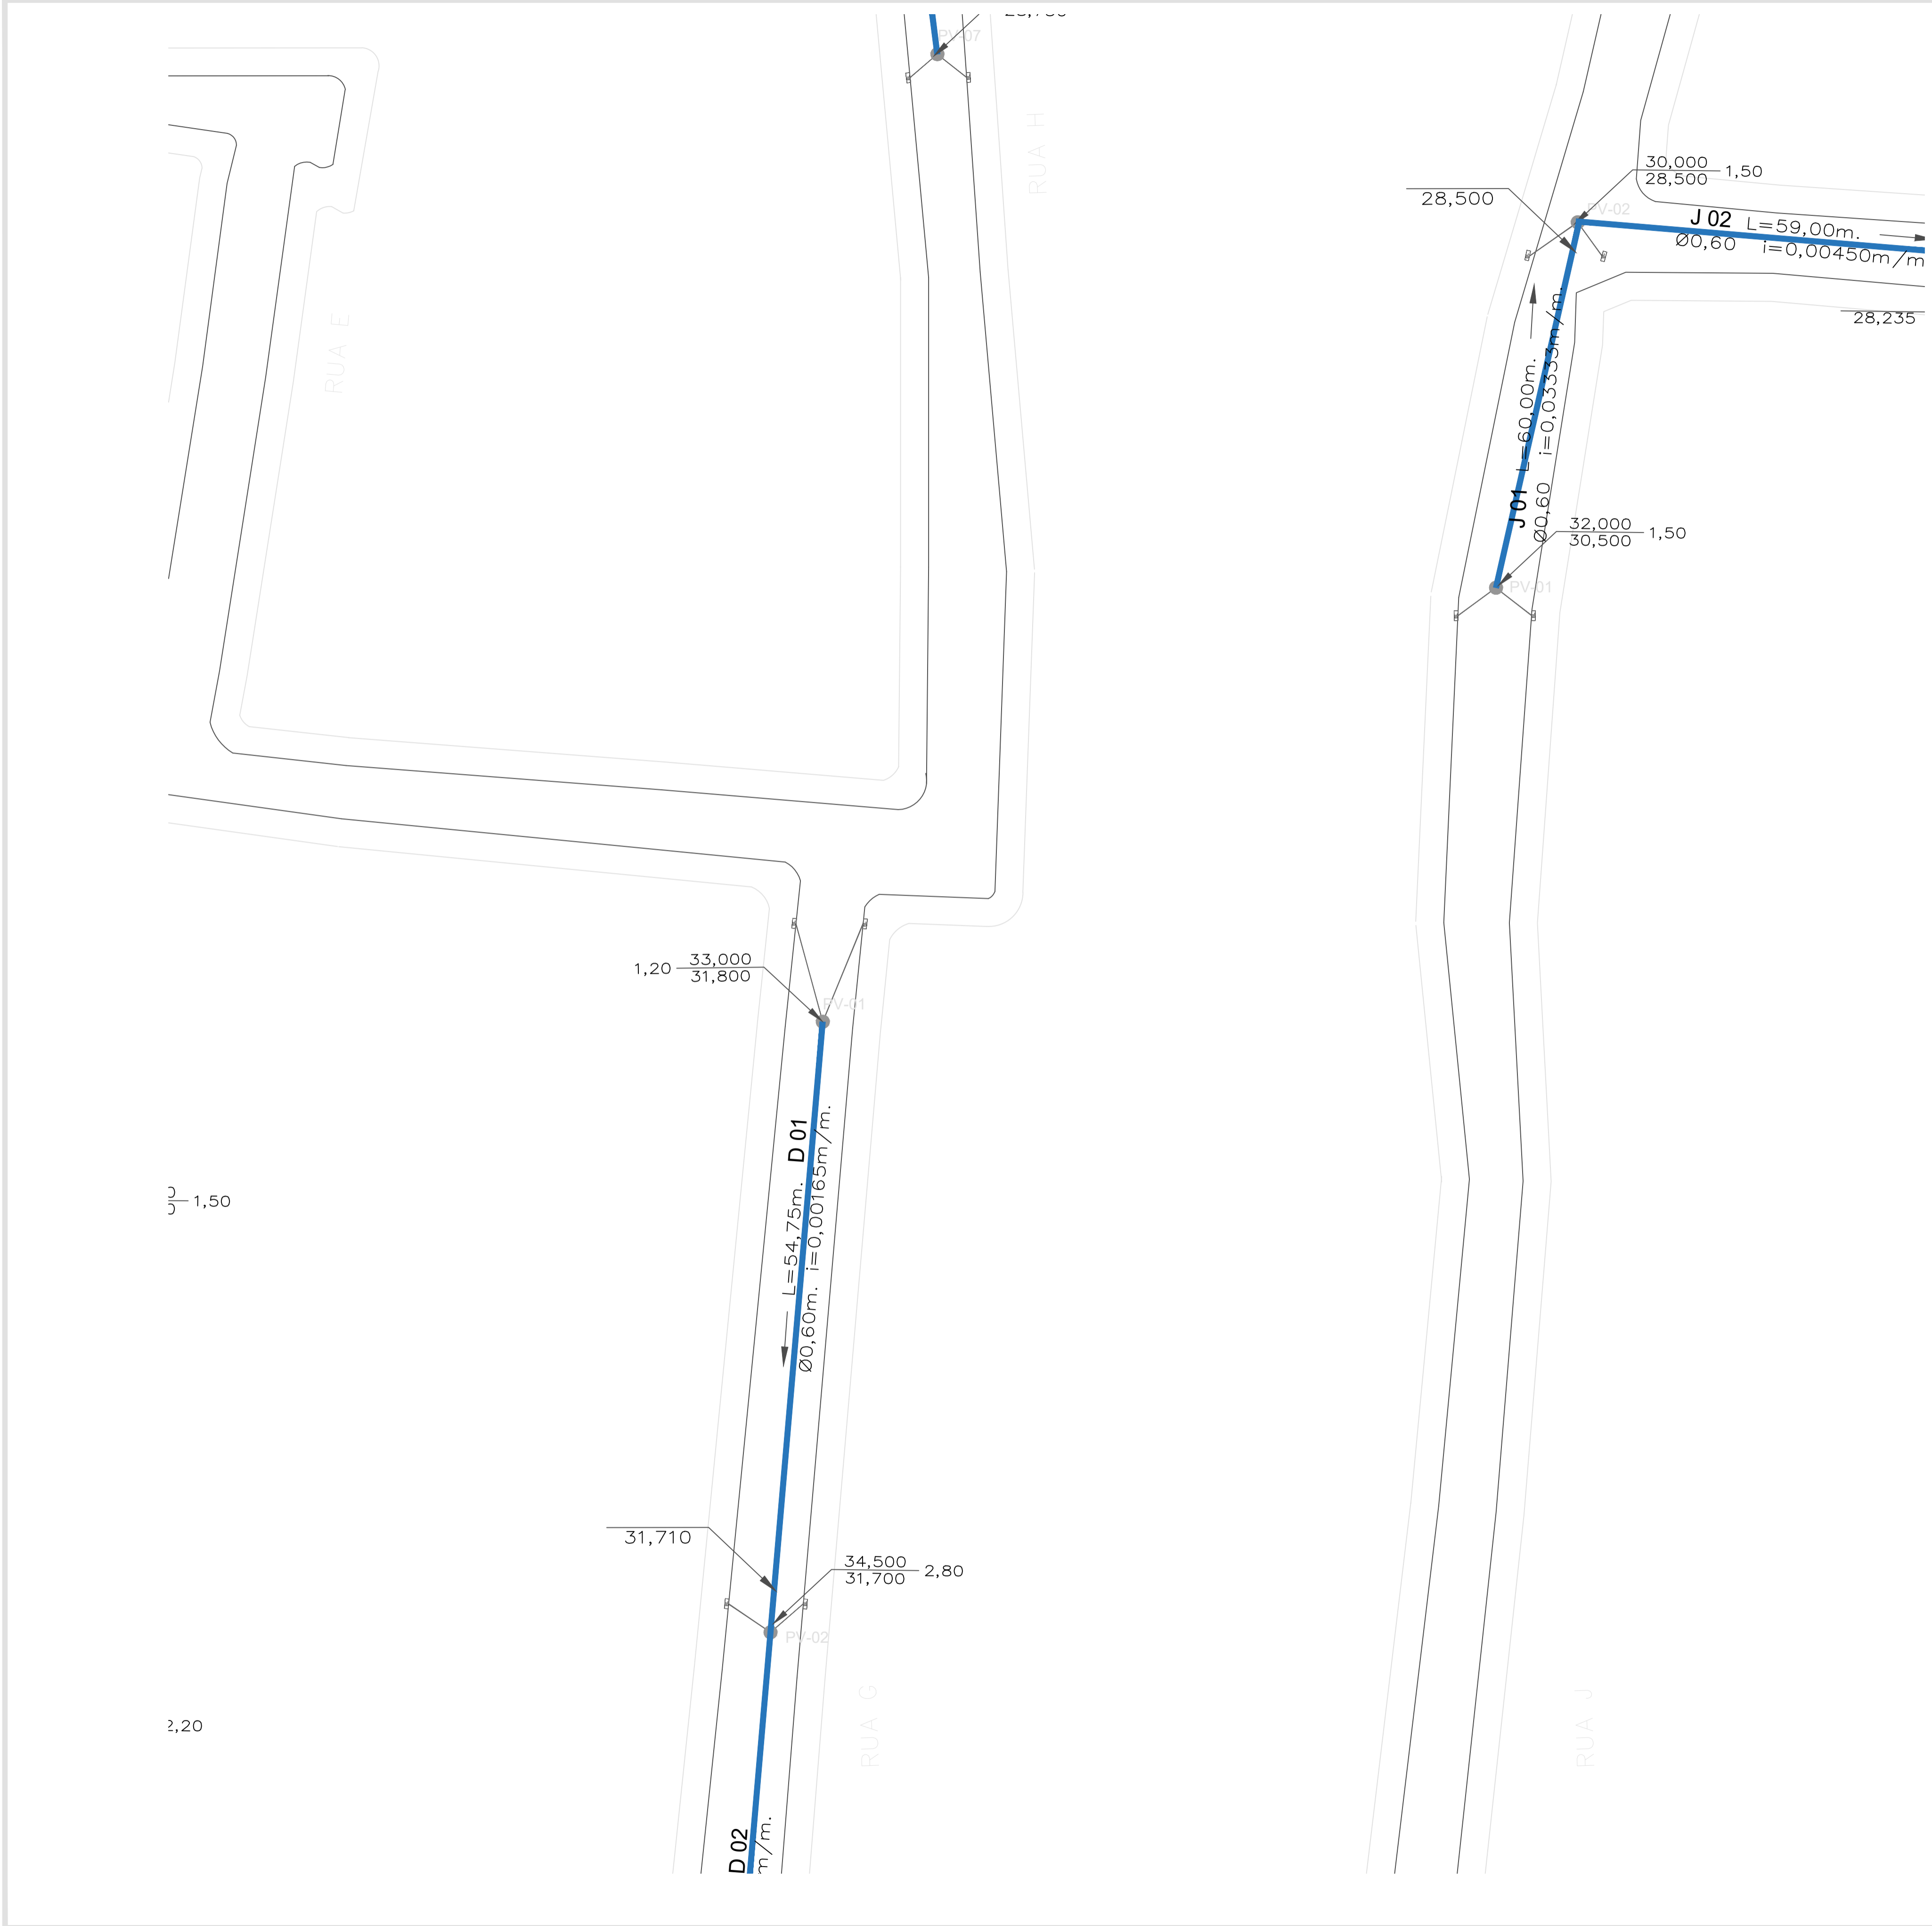 PV-07
RUA H
RUA E
30,000
28,500
1,50
28,500
PV-02
J 02 L=59,00m.
Ø0,60 i=0,00450m/m
28,235
J 01 L=60,00m.
Ø0,60 i=0,03333m/m.
32,000
30,500
1,50
PV-01
33,000
31,800
1,20
PV-01
L=54,75m. D 01
Ø0,60m. i=0,00165m/m.
1,50
31,710
34,500
31,700
2,80
PV-02
RUA G
RUA J
2,20
D 02
m/m.